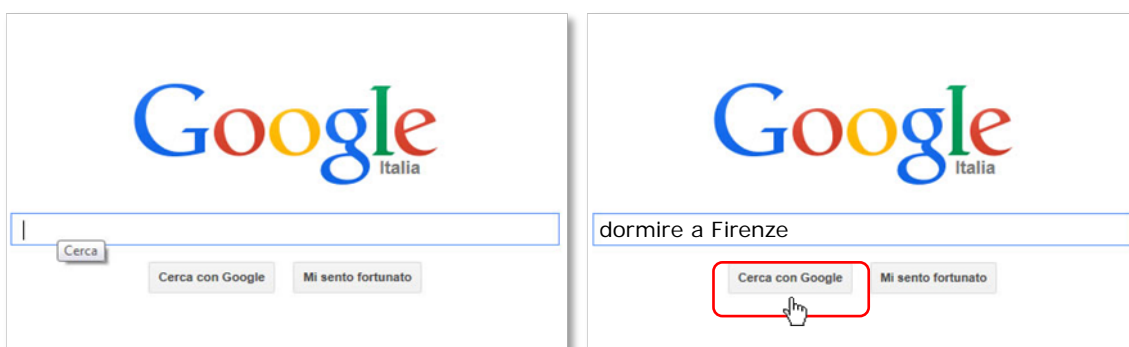 Google
Italia
Cerca
Cerca con Google
Mi sento fortunato
Google
Italia
dormire a Firenze
Cerca con Google
Mi sento fortunato